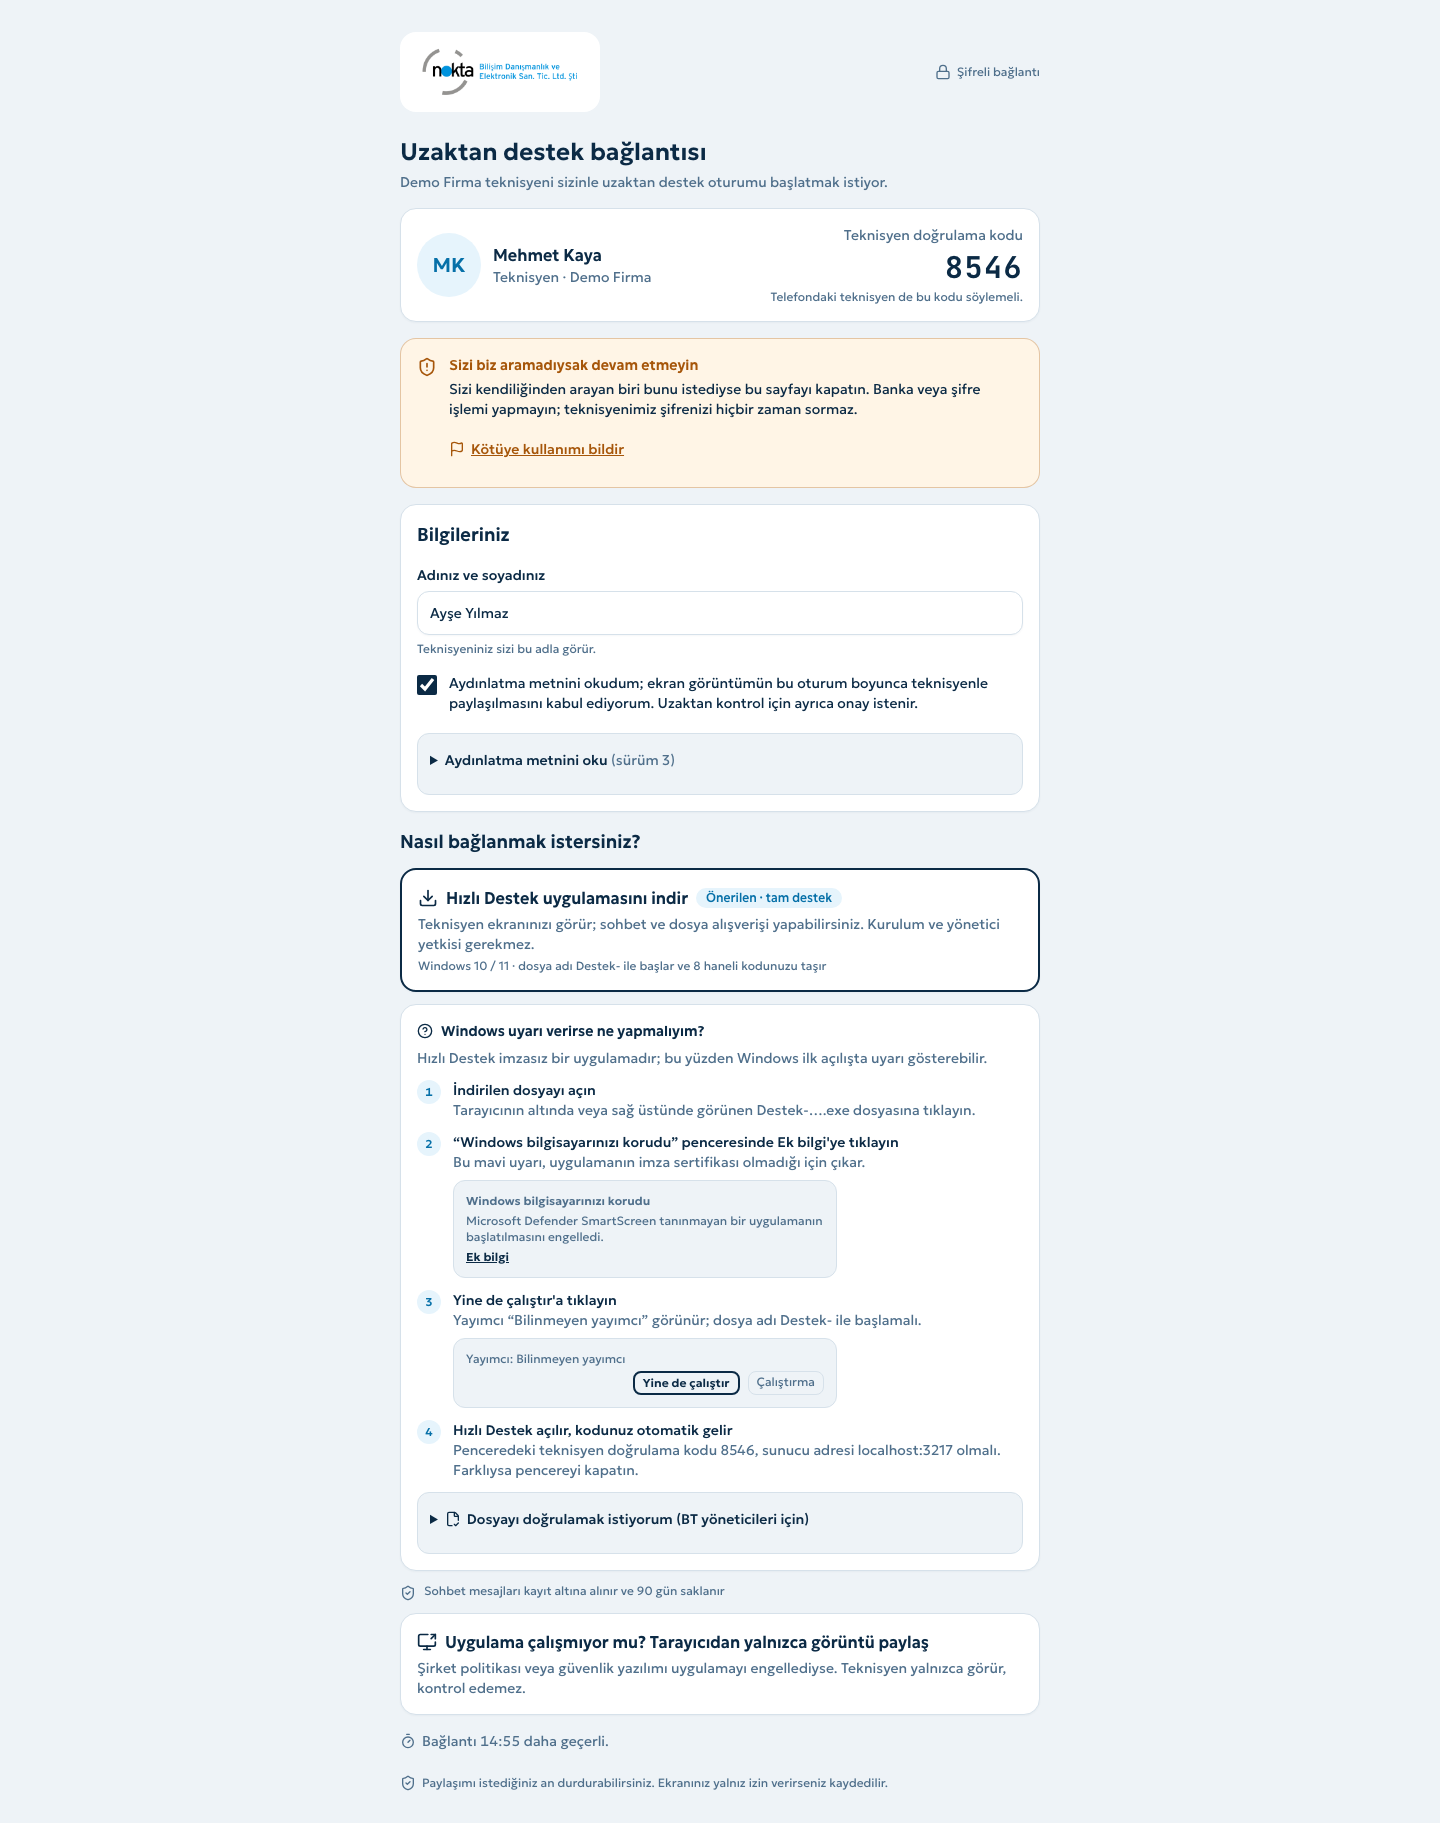 nokta Bilişim Danışmanlık ve
Elektronik San. Tic. Ltd. Şti
Şifreli bağlantı
Uzaktan destek bağlantısı
Demo Firma teknisyeni sizinle uzaktan destek oturumu başlatmak istiyor.
MK
Mehmet Kaya
Teknisyen · Demo Firma
Teknisyen doğrulama kodu
8546
Telefondaki teknisyen de bu kodu söylemeli.
Sizi biz aramadıysak devam etmeyin
Sizi kendiliğinden arayan biri bunu istediyse bu sayfayı kapatın. Banka veya şifre
işlemi yapmayın; teknisyenimiz şifrenizi hiçbir zaman sormaz.
Kötüye kullanımı bildir
Bilgileriniz
Adınız ve soyadınız
Ayşe Yılmaz
Teknisyeniniz sizi bu adla görür.
Aydınlatma metnini okudum; ekran görüntümün bu oturum boyunca teknisyenle
paylaşılmasını kabul ediyorum. Uzaktan kontrol için ayrıca onay istenir.
Aydınlatma metnini oku (sürüm 3)
Nasıl bağlanmak istersiniz?
Hızlı Destek uygulamasını indir Önerilen · tam destek
Teknisyen ekranınızı görür; sohbet ve dosya alışverişi yapabilirsiniz. Kurulum ve yönetici
yetkisi gerekmez.
Windows 10 / 11 · dosya adı Destek- ile başlar ve 8 haneli kodunuzu taşır
Windows uyarı verirse ne yapmalıyım?
Hızlı Destek imzasız bir uygulamadır; bu yüzden Windows ilk açılışta uyarı gösterebilir.
1 İndirilen dosyayı açın
Tarayıcının altında veya sağ üstünde görünen Destek-….exe dosyasına tıklayın.
2 “Windows bilgisayarınızı korudu” penceresinde Ek bilgi'ye tıklayın
Bu mavi uyarı, uygulamanın imza sertifikası olmadığı için çıkar.
Windows bilgisayarınızı korudu
Microsoft Defender SmartScreen tanınmayan bir uygulamanın
başlatılmasını engelledi.
Ek bilgi
3 Yine de çalıştır'a tıklayın
Yayımcı “Bilinmeyen yayımcı” görünür; dosya adı Destek- ile başlamalı.
Yayımcı: Bilinmeyen yayımcı
Yine de çalıştır Çalıştırma
4 Hızlı Destek açılır, kodunuz otomatik gelir
Penceredeki teknisyen doğrulama kodu 8546, sunucu adresi localhost:3217 olmalı.
Farklıysa pencereyi kapatın.
Dosyayı doğrulamak istiyorum (BT yöneticileri için)
Sohbet mesajları kayıt altına alınır ve 90 gün saklanır
Uygulama çalışmıyor mu? Tarayıcıdan yalnızca görüntü paylaş
Şirket politikası veya güvenlik yazılımı uygulamayı engellediyse. Teknisyen yalnızca görür,
kontrol edemez.
Bağlantı 14:55 daha geçerli.
Paylaşımı istediğiniz an durdurabilirsiniz. Ekranınız yalnız izin verirseniz kaydedilir.